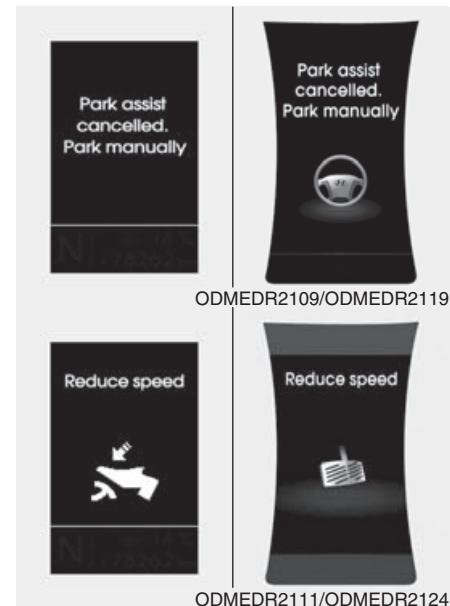 Park assist
cancelled.
Park manually
Park assist
cancelled.
Park manually
ODMEDR2109/ODMEDR2119
Reduce speed
Reduce speed
ODMEDR2111/ODMEDR2124